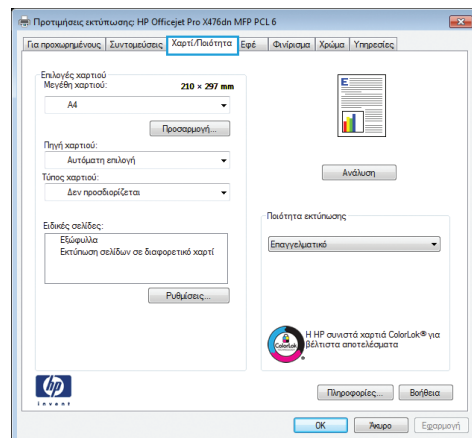 Προτιμήσεις εκτύπωσης: HP Officejet Pro X476dn MFP PCL 6
Για προχωρημένους Συντομεύσεις Χαρτί/Ποιότητα Εφέ Φινίρισμα Χρώμα Υπηρεσίες
Επιλογές χαρτιού
Μεγέθη χαρτιού: 210 × 297 mm
A4
Προσαρμογή...
Πηγή χαρτιού:
Αυτόματη επιλογή
Τύπος χαρτιού:
Δεν προσδιορίζεται
Ειδικές σελίδες:
Εξώφυλλα
Εκτύπωση σελίδων σε διαφορετικό χαρτί
Ρυθμίσεις...
E
Ανάλυση
Ποιότητα εκτύπωσης
Επαγγελματικό
ColorLok
Η HP συνιστά χαρτιά ColorLok® για
βέλτιστα αποτελέσματα
hp
invent
Πληροφορίες... Βοήθεια
OK Άκυρο Εφαρμογή